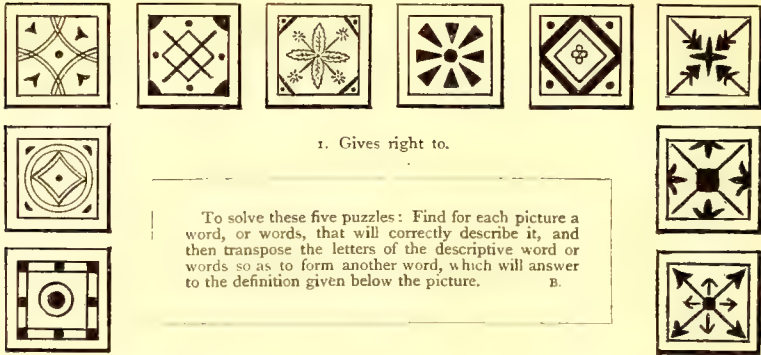 1. Gives right to.
To solve these five puzzles: Find for each picture a
word, or words, that will correctly describe it, and
then transpose the letters of the descriptive word or
words so as to form another word, which will answer
to the definition given below the picture. B.